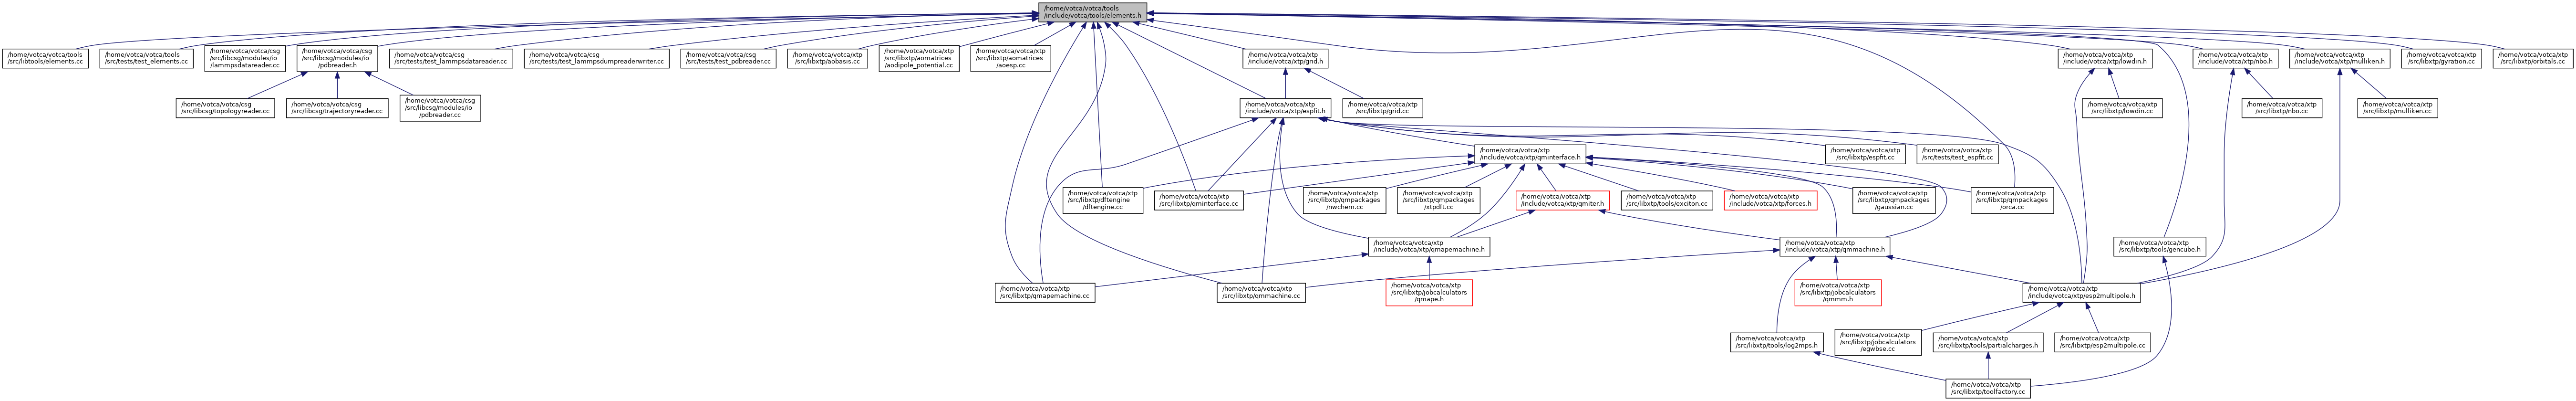 /home/votca/votca/tools
/include/votca/tools/elements.h
/home/votca/votca/tools
/src/libtools/elements.cc
/home/votca/votca/tools
/src/tests/test_elements.cc
/home/votca/votca/csg
/src/libcsg/modules/io
/lammpsdatareader.cc
/home/votca/votca/csg
/src/libcsg/modules/io
/pdbreader.h
/home/votca/votca/csg
/src/tests/test_lammpsdatareader.cc
/home/votca/votca/csg
/src/tests/test_lammpsdumpreaderwriter.cc
/home/votca/votca/csg
/src/tests/test_pdbreader.cc
/home/votca/votca/xtp
/src/libxtp/aobasis.cc
/home/votca/votca/xtp
/src/libxtp/aomatrices
/aodipole_potential.cc
/home/votca/votca/xtp
/src/libxtp/aomatrices
/aoesp.cc
/home/votca/votca/xtp
/include/votca/xtp/grid.h
/home/votca/votca/xtp
/include/votca/xtp/lowdin.h
/home/votca/votca/xtp
/include/votca/xtp/nbo.h
/home/votca/votca/xtp
/include/votca/xtp/mulliken.h
/home/votca/votca/xtp
/src/libxtp/gyration.cc
/home/votca/votca/xtp
/src/libxtp/orbitals.cc
/home/votca/votca/csg
/src/libcsg/topologyreader.cc
/home/votca/votca/csg
/src/libcsg/trajectoryreader.cc
/home/votca/votca/csg
/src/libcsg/modules/io
/pdbreader.cc
/home/votca/votca/xtp
/include/votca/xtp/espfit.h
/home/votca/votca/xtp
/src/libxtp/grid.cc
/home/votca/votca/xtp
/src/libxtp/lowdin.cc
/home/votca/votca/xtp
/src/libxtp/nbo.cc
/home/votca/votca/xtp
/src/libxtp/mulliken.cc
/home/votca/votca/xtp
/include/votca/xtp/qminterface.h
/home/votca/votca/xtp
/src/libxtp/espfit.cc
/home/votca/votca/xtp
/src/tests/test_espfit.cc
/home/votca/votca/xtp
/src/libxtp/dftengine
/dftengine.cc
/home/votca/votca/xtp
/src/libxtp/qminterface.cc
/home/votca/votca/xtp
/src/libxtp/qmpackages
/nwchem.cc
/home/votca/votca/xtp
/src/libxtp/qmpackages
/xtpdft.cc
/home/votca/votca/xtp
/include/votca/xtp/qmiter.h
/home/votca/votca/xtp
/src/libxtp/tools/exciton.cc
/home/votca/votca/xtp
/include/votca/xtp/forces.h
/home/votca/votca/xtp
/src/libxtp/qmpackages
/gaussian.cc
/home/votca/votca/xtp
/src/libxtp/qmpackages
/orca.cc
/home/votca/votca/xtp
/include/votca/xtp/qmapemachine.h
/home/votca/votca/xtp
/include/votca/xtp/qmmachine.h
/home/votca/votca/xtp
/src/libxtp/tools/gencube.h
/home/votca/votca/xtp
/src/libxtp/qmapemachine.cc
/home/votca/votca/xtp
/src/libxtp/qmmachine.cc
/home/votca/votca/xtp
/src/libxtp/jobcalculators
/qmape.h
/home/votca/votca/xtp
/src/libxtp/jobcalculators
/qmmm.h
/home/votca/votca/xtp
/include/votca/xtp/esp2multipole.h
/home/votca/votca/xtp
/src/libxtp/tools/log2mps.h
/home/votca/votca/xtp
/src/libxtp/jobcalculators
/egwbse.cc
/home/votca/votca/xtp
/src/libxtp/tools/partialcharges.h
/home/votca/votca/xtp
/src/libxtp/esp2multipole.cc
/home/votca/votca/xtp
/src/libxtp/toolfactory.cc